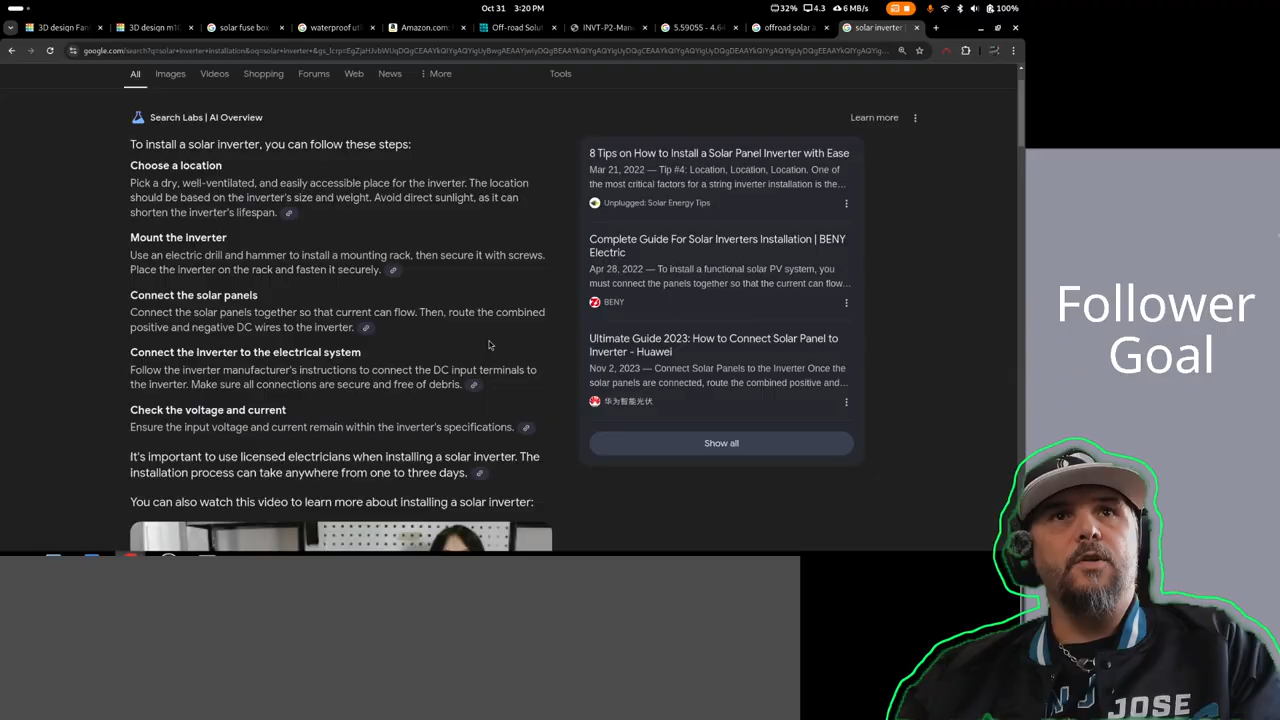 Oct 31 3:20 PM
32% 4.3 6 MB/s 100%
3D design Fan
3D design m10
solar fuse box
waterproof uti
Amazon.com:
Off-road Solut
INVT-P2-Man
5.59055 - 4.64
offroad solar a
solar inverter i
All
Images
Videos
Shopping
Forums
Web
News
More
Tools
Search Labs | AI Overview
Learn more
To install a solar inverter, you can follow these steps:
Choose a location
Pick a dry, well-ventilated, and easily accessible place for the inverter. The location
should be based on the inverter's size and weight. Avoid direct sunlight, as it can
shorten the inverter's lifespan.
Mount the inverter
Use an electric drill and hammer to install a mounting rack, then secure it with screws.
Place the inverter on the rack and fasten it securely.
Connect the solar panels
Connect the solar panels together so that current can flow. Then, route the combined
positive and negative DC wires to the inverter.
Connect the inverter to the electrical system
Follow the inverter manufacturer's instructions to connect the DC input terminals to
the inverter. Make sure all connections are secure and free of debris.
Check the voltage and current
Ensure the input voltage and current remain within the inverter's specifications.
It's important to use licensed electricians when installing a solar inverter. The
installation process can take anywhere from one to three days.
You can also watch this video to learn more about installing a solar inverter:
8 Tips on How to Install a Solar Panel Inverter with Ease
Mar 21, 2022 — Tip #4: Location, Location, Location. One of
the most critical factors for a string inverter installation is the...
Unplugged: Solar Energy Tips
Complete Guide For Solar Inverters Installation | BENY
Electric
Apr 28, 2022 — To install a functional solar PV system, you
must connect the panels together so that the current can flow...
BENY
Ultimate Guide 2023: How to Connect Solar Panel to
Inverter - Huawei
Nov 2, 2023 — Connect Solar Panels to the Inverter Once the
solar panels are connected, route the combined positive and...
华为智能光伏
Show all
Follower
Goal
JOSE